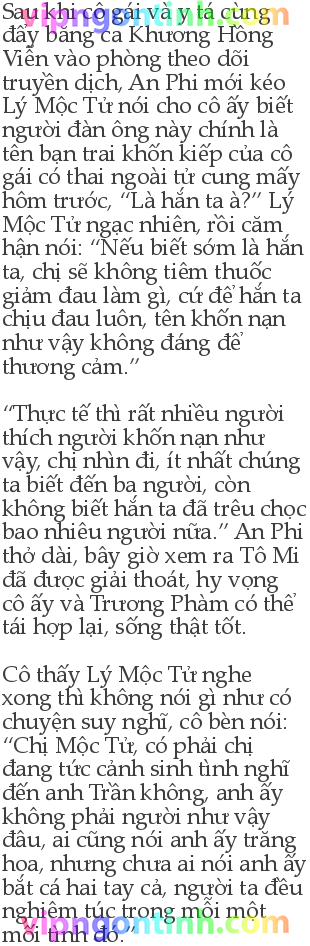 Sau khi cô gái và y tá cùng
đẩy băng ca Khương Hồng
Viễn vào phòng theo dõi
truyền dịch, An Phi mới kéo
Lý Mộc Tử nói cho cô ấy biết
người đàn ông này chính là
tên bạn trai khốn kiếp của cô
gái có thai ngoài tử cung mấy
hôm trước, “Là hắn ta à?” Lý
Mộc Tử ngạc nhiên, rồi căm
hận nói: “Nếu biết sớm là hắn
ta, chị sẽ không tiêm thuốc
giảm đau làm gì, cứ để hắn ta
chịu đau luôn, tên khốn nạn
như vậy không đáng để
thương cảm.”
“Thực tế thì rất nhiều người
thích người khốn nạn như
vậy, chị nhìn đi, ít nhất chúng
ta biết đến ba người, còn
không biết hắn ta đã trêu chọc
bao nhiêu người nữa.” An Phi
thở dài, bây giờ xem ra Tô Mi
đã được giải thoát, hy vọng
cô ấy và Trương Phàm có thể
tái hợp lại, sống thật tốt.
Cô thấy Lý Mộc Tử nghe
xong thì không nói gì như có
chuyện suy nghĩ, cô bèn nói:
“Chị Mộc Tử, có phải chị
đang tức cảnh sinh tình nghĩ
đến anh Trần không, anh ấy
không phải người như vậy
đâu, ai cũng nói anh ấy trăng
hoa, nhưng chưa ai nói anh ấy
bắt cá hai tay cả, người ta đều
nghiêm túc trong mỗi một
mối tình đó.”
vipngontinh.com
vipngontinh.com